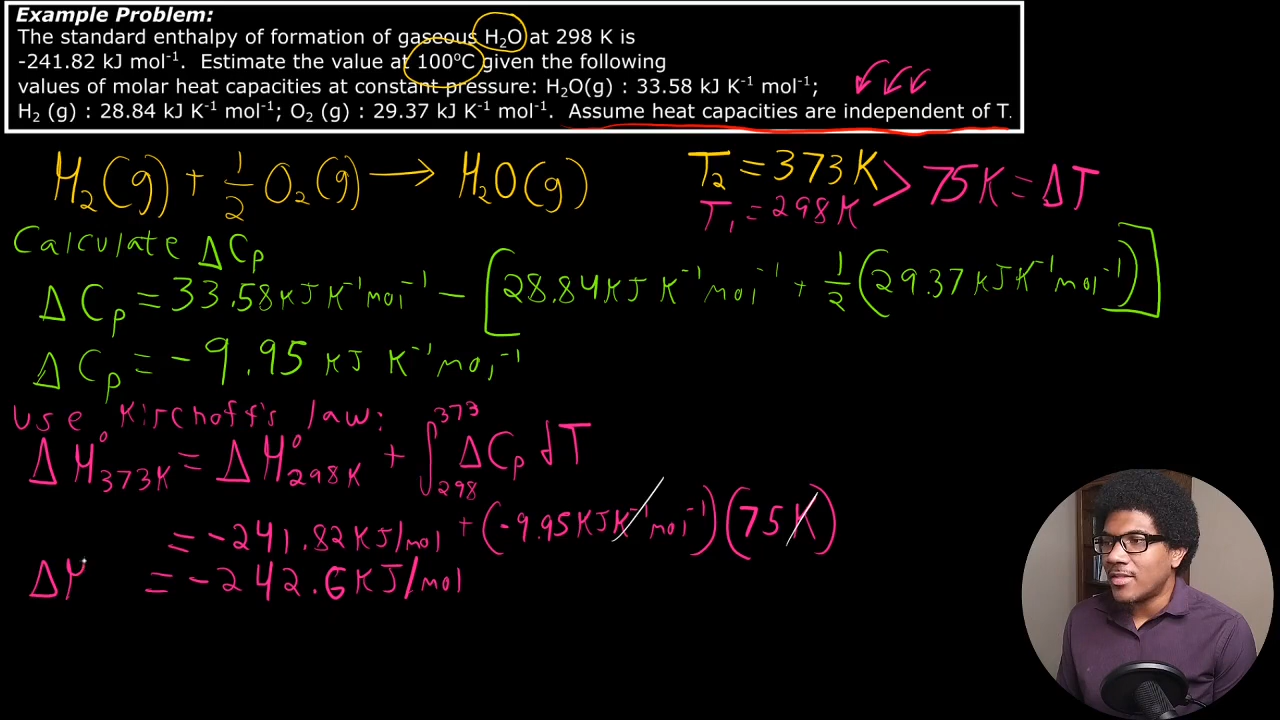 Example Problem:
The standard enthalpy of formation of gaseous H₂O at 298 K is
-241.82 kJ mol⁻¹. Estimate the value at 100°C given the following
values of molar heat capacities at constant pressure: H₂O(g) : 33.58 kJ K⁻¹ mol⁻¹;
H₂ (g) : 28.84 kJ K⁻¹ mol⁻¹; O₂ (g) : 29.37 kJ K⁻¹ mol⁻¹. Assume heat capacities are independent of T.
H₂(g) + 1/2 O₂(g) → H₂O(g)
T₂ = 373K
T₁ = 298K > 75K = ΔT
Calculate ΔCp
ΔCp = 33.58 kJ K⁻¹ mol⁻¹ − [28.84 kJ K⁻¹ mol⁻¹ + 1/2 (29.37 kJ K⁻¹ mol⁻¹)]
ΔCp = −9.95 kJ K⁻¹ mol⁻¹
Use Kirchoff's law:
ΔH°373K = ΔH°298K + ∫₂₉₈³⁷³ ΔCp dT
= −241.82 KJ/mol + (−9.95 KJ K⁻¹ mol⁻¹)(75 K)
ΔH = −242.6 KJ/mol